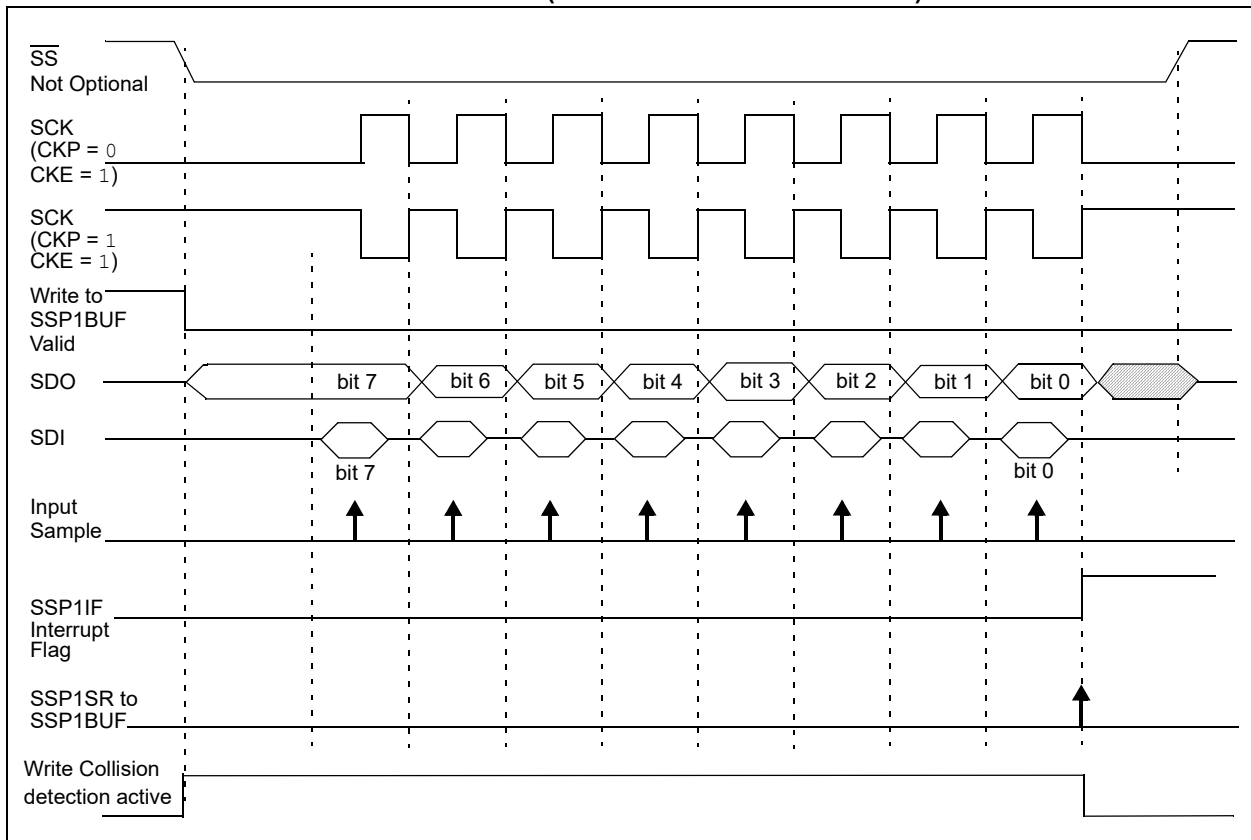 SS
Not Optional
SCK
(CKP = 0
CKE = 1)
SCK
(CKP = 1
CKE = 1)
Write to
SSP1BUF
Valid
SDO bit 7 bit 6 bit 5 bit 4 bit 3 bit 2 bit 1 bit 0
SDI
bit 7 bit 0
Input
Sample
SSP1IF
Interrupt
Flag
SSP1SR to
SSP1BUF
Write Collision
detection active